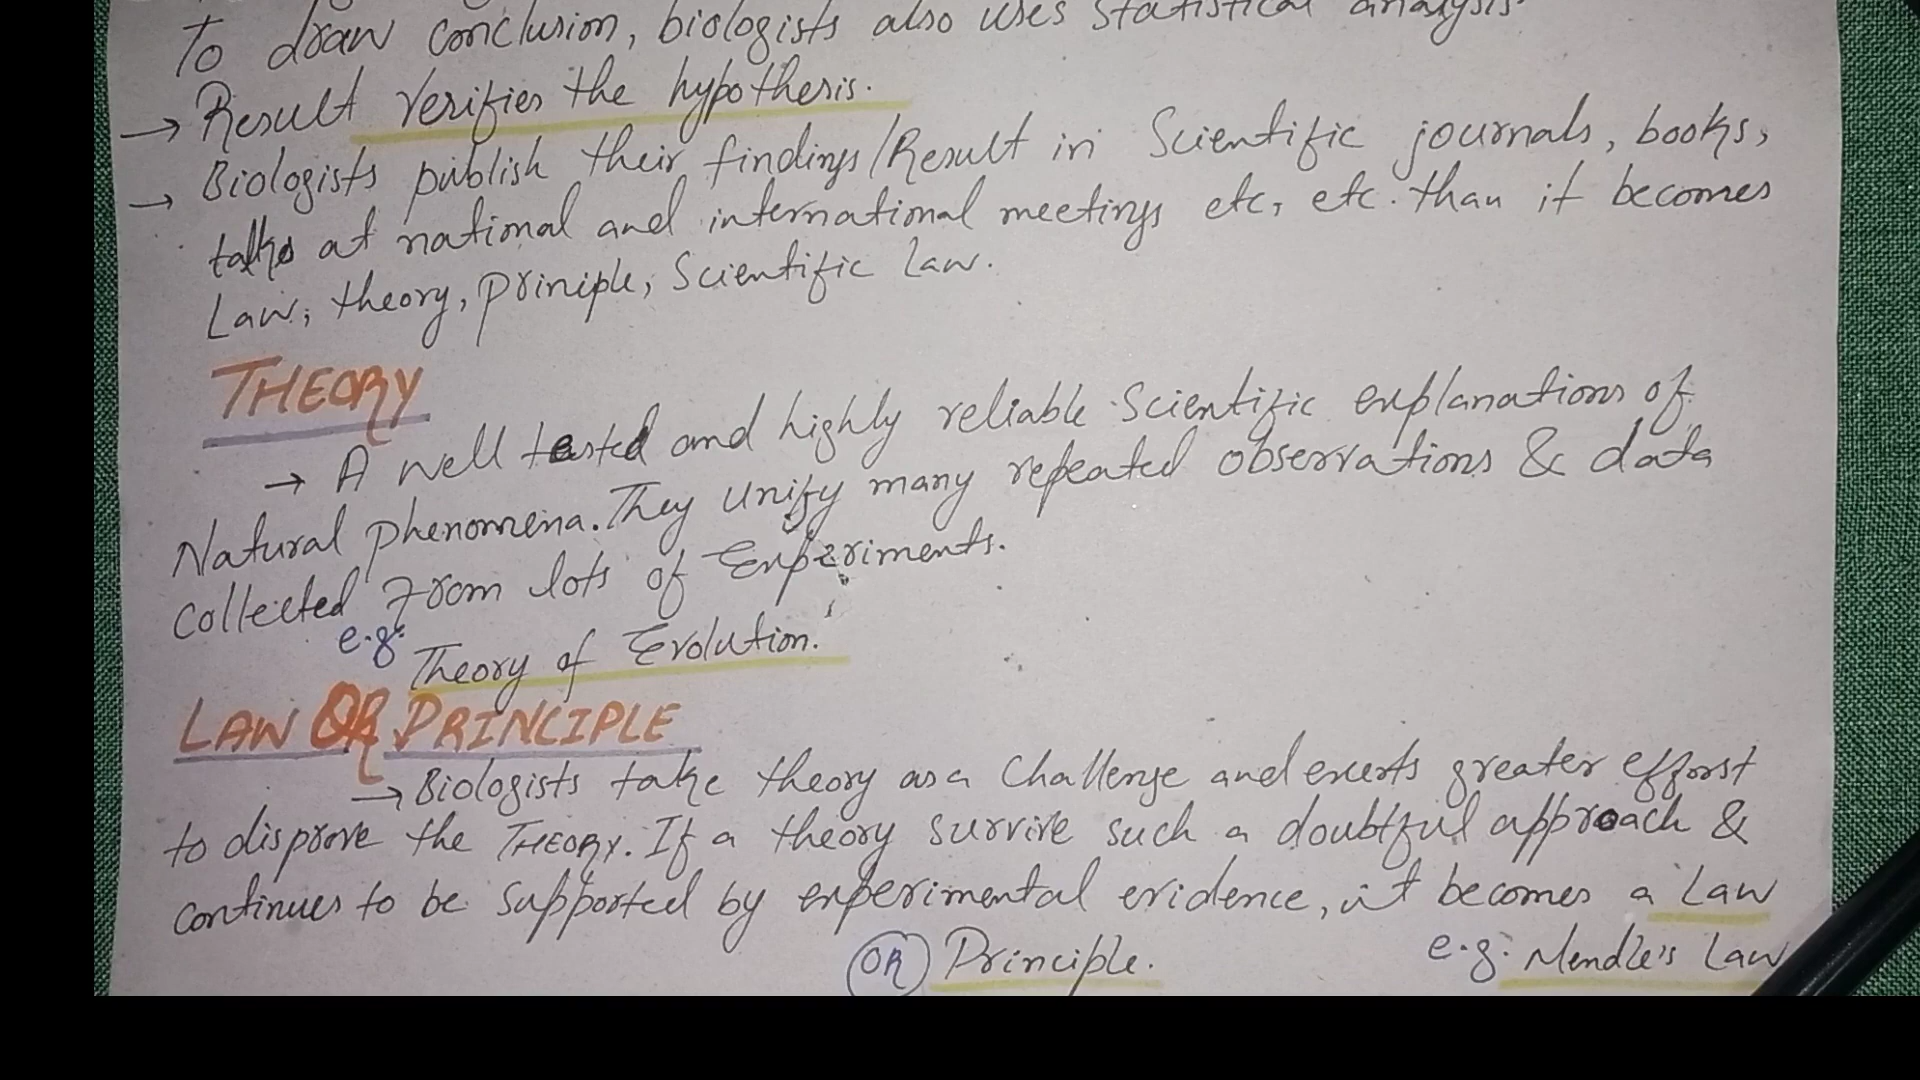 To draw conclusion, biologists also uses statistical analysis.
→ Result verifies the hypothesis.
→ Biologists publish their findings/Result in Scientific journals, books,
talks at national and international meetings etc, etc. than it becomes
Law, theory, priniple, Scientific Law.
THEORY
→ A well tested and highly reliable Scientific explanations of
Natural phenomena. They unify many repeated observations & data
collected from lots of Experiments.
e.g. Theory of Evolution.
LAW OR PRINCIPLE
→ Biologists take theory as a Challenge and exerts greater effort
to disprove the THEORY. If a theory survive such a doubtful approach &
continues to be supported by experimental evidence, it becomes a Law
OR Principle. e.g. Mendle's Law